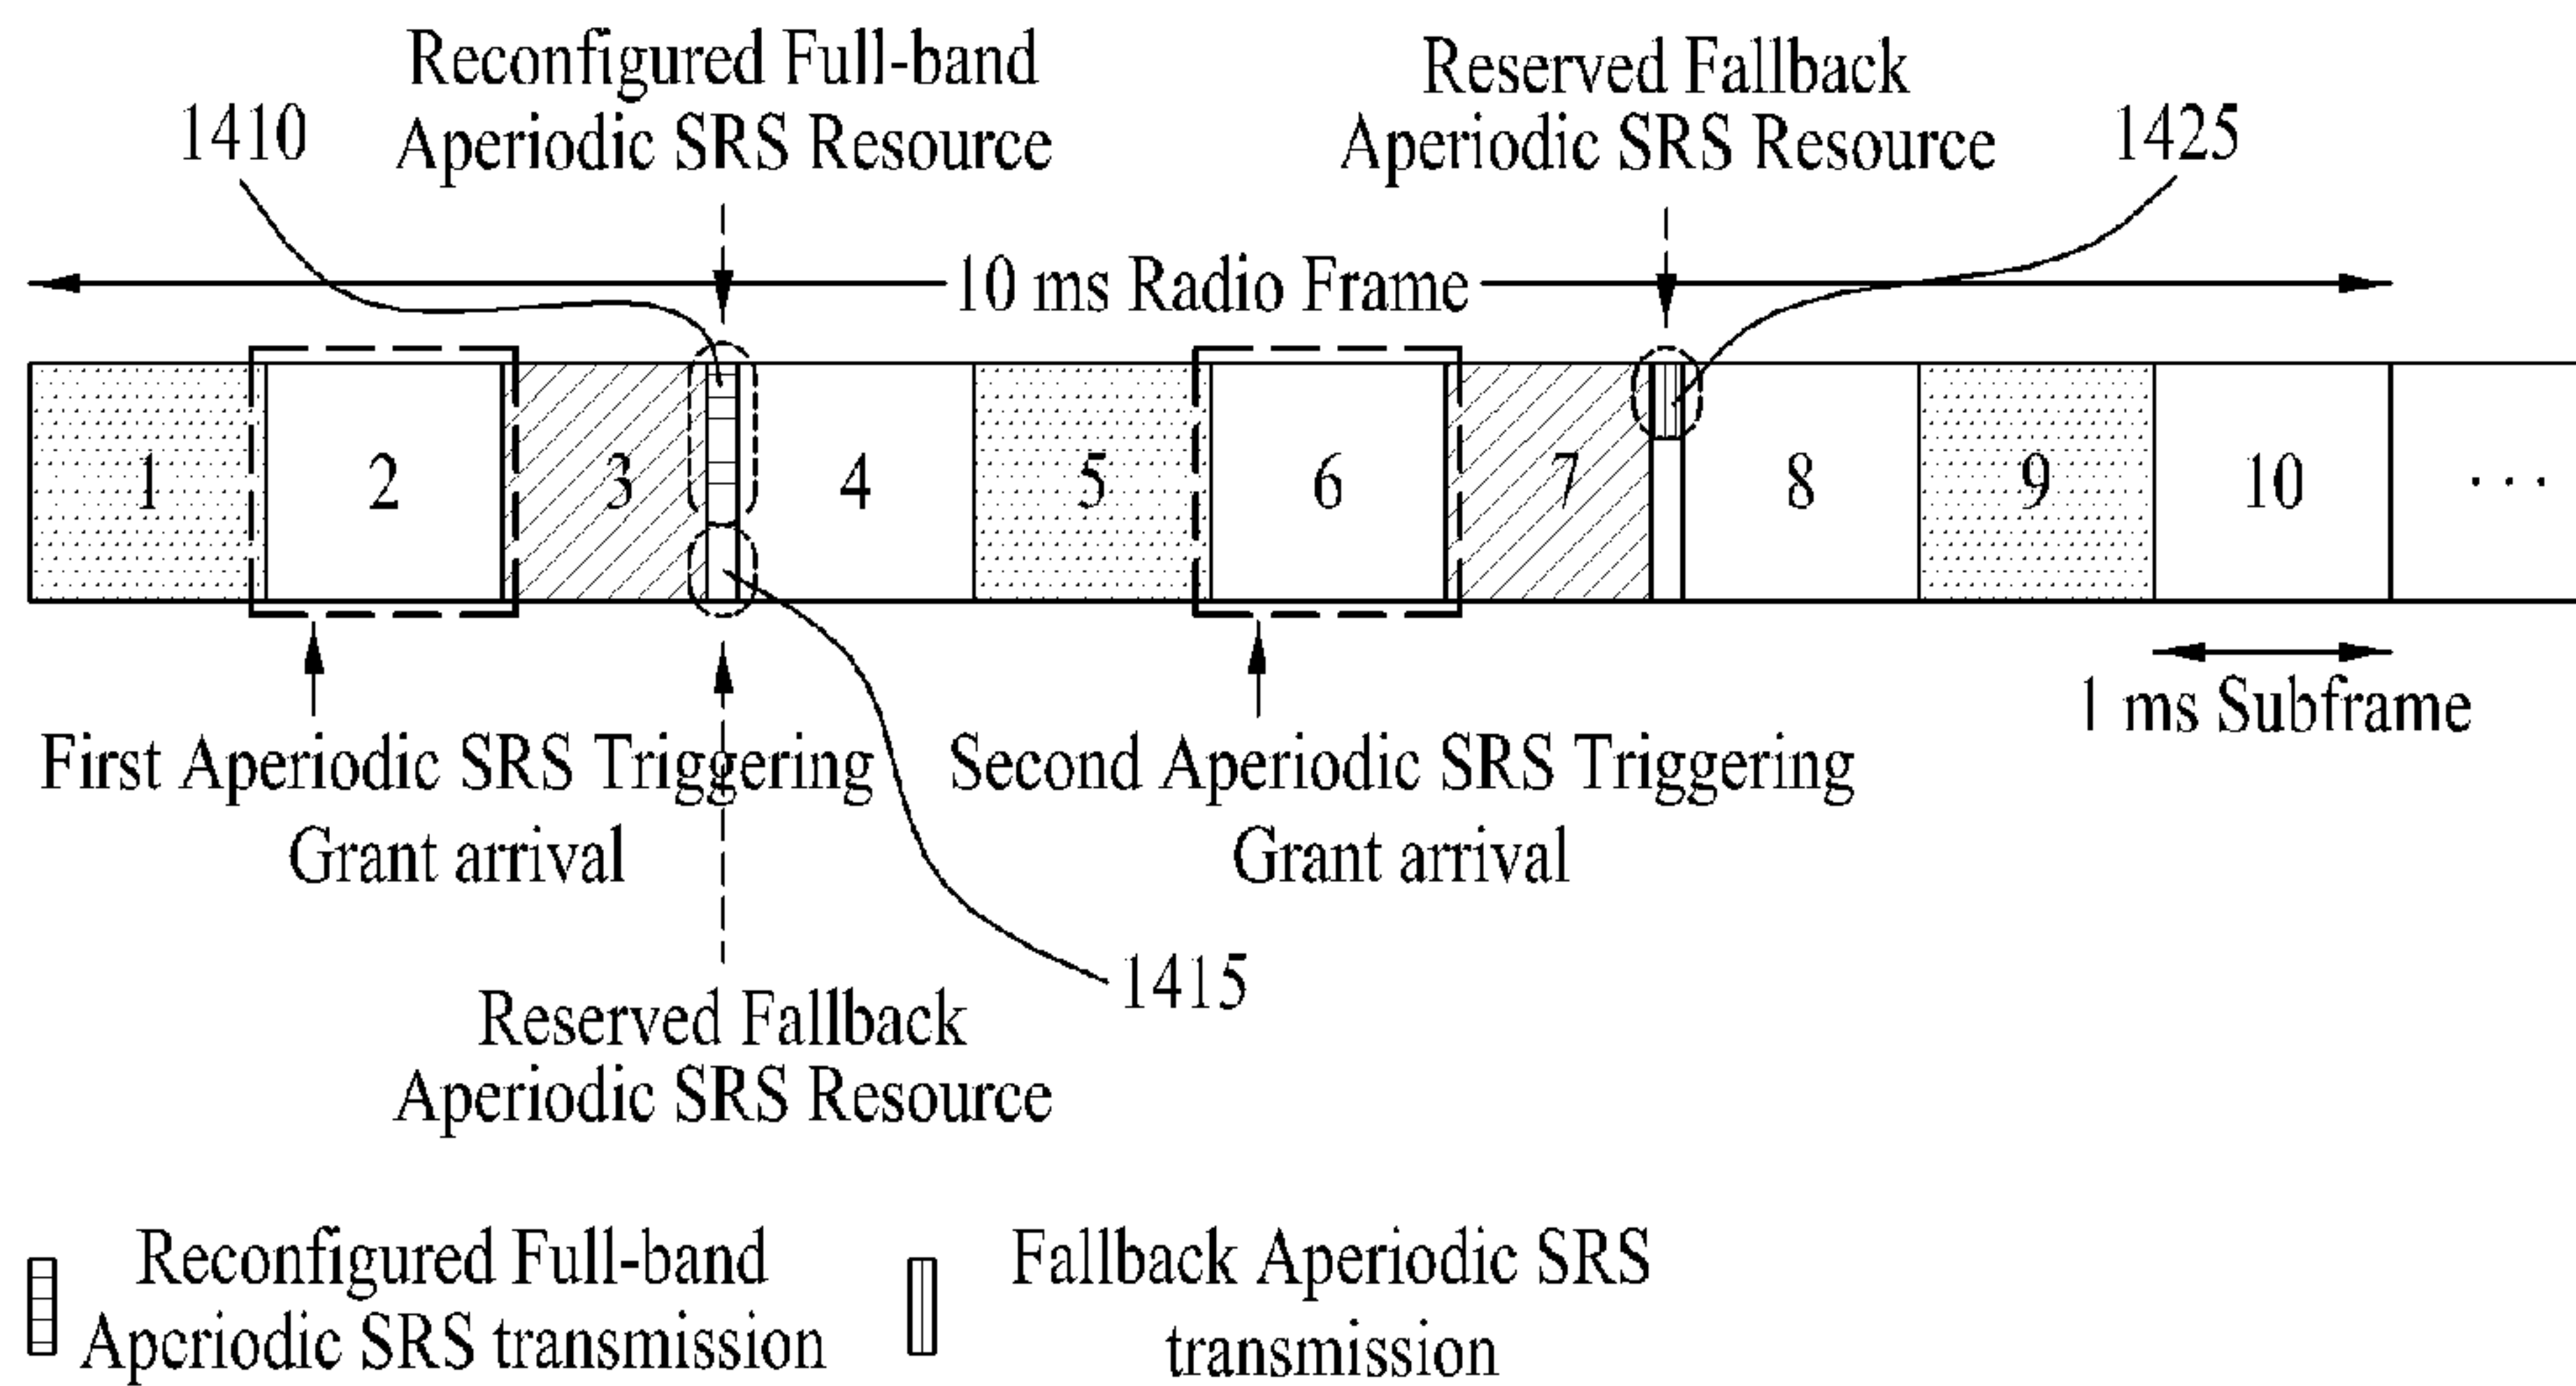 Reconfigured Full-band
Aperiodic SRS Resource
Reserved Fallback
Aperiodic SRS Resource
1410
1425
10 ms Radio Frame
1 2 3 4 5 6 7 8 9 10 ...
1 ms Subframe
First Aperiodic SRS Triggering
Grant arrival
Second Aperiodic SRS Triggering
Grant arrival
1415
Reserved Fallback
Aperiodic SRS Resource
Reconfigured Full-band
Aperiodic SRS transmission
Fallback Aperiodic SRS
transmission